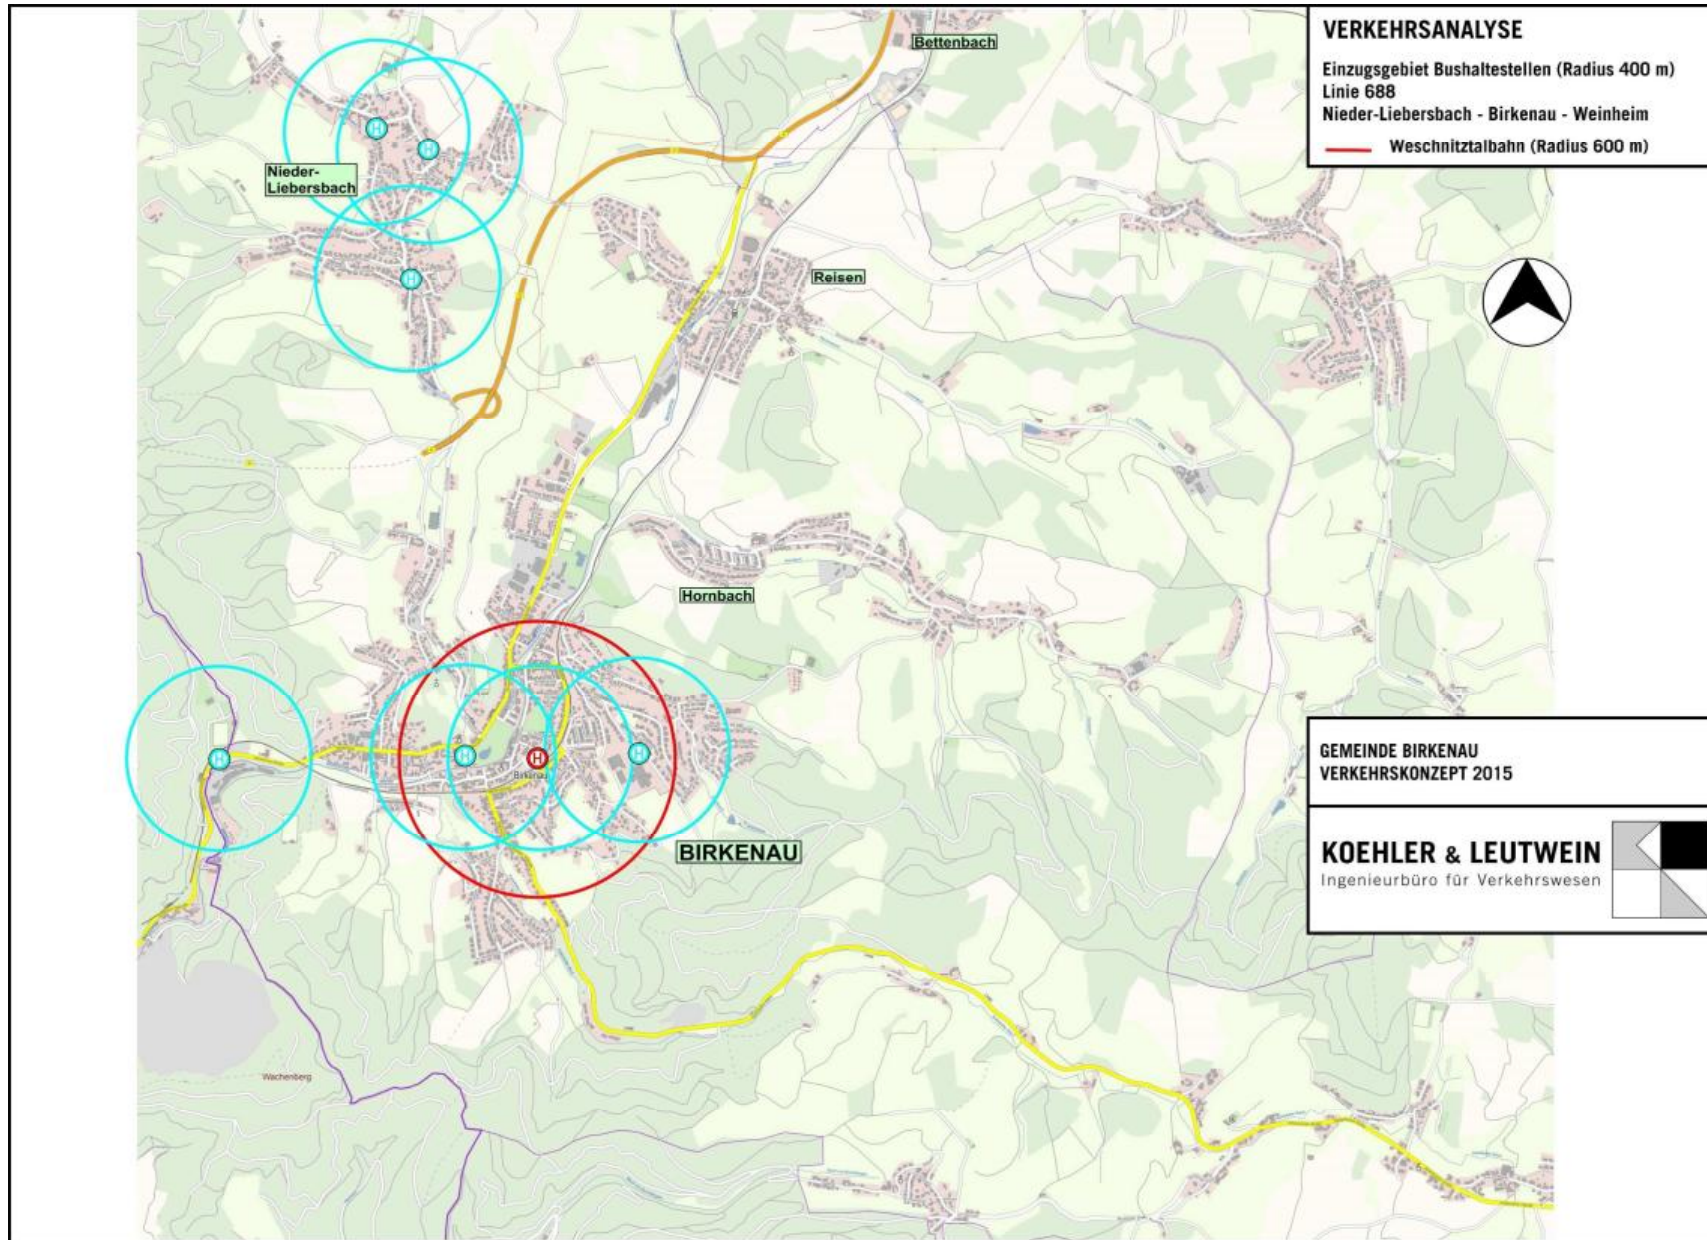 VERKEHRSANALYSE
Einzugsgebiet Bushaltestellen (Radius 400 m)
Linie 688
Nieder-Liebersbach - Birkenau - Weinheim
Weschnitztalbahn (Radius 600 m)
Bettenbach
H
H
Nieder-
Liebersbach
H
Reisen
Hornbach
H
H
H
H
Birkenau
BIRKENAU
GEMEINDE BIRKENAU
VERKEHRSKONZEPT 2015
KOEHLER & LEUTWEIN
Ingenieurbüro für Verkehrswesen
Wachenberg